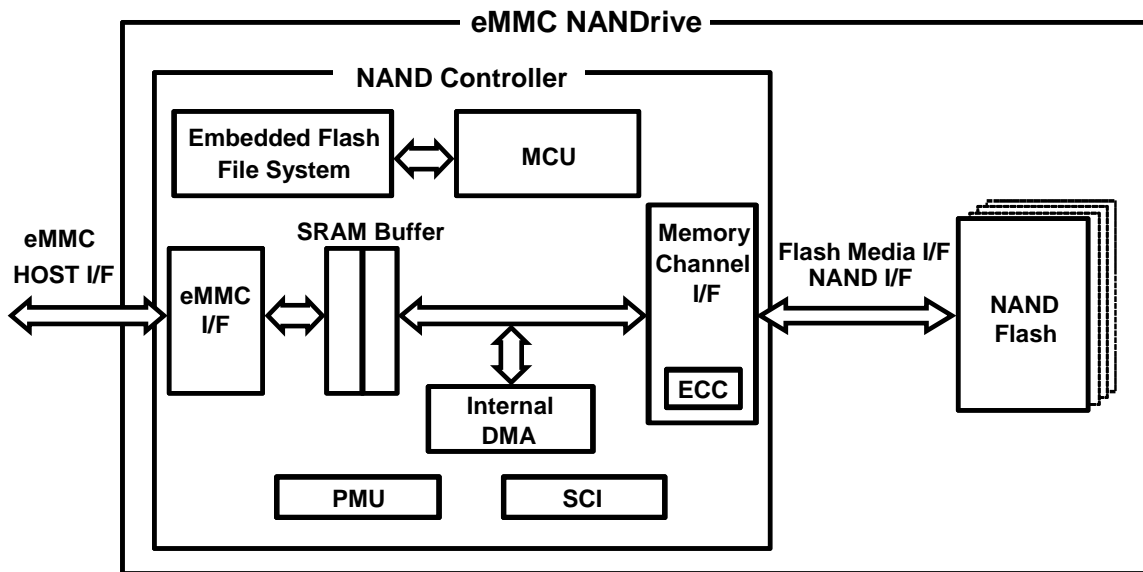 eMMC NANDrive
NAND Controller
Embedded Flash
File System
MCU
eMMC
HOST I/F
eMMC
I/F
SRAM Buffer
Memory
Channel
I/F
ECC
Flash Media I/F
NAND I/F
NAND
Flash
Internal
DMA
PMU
SCI